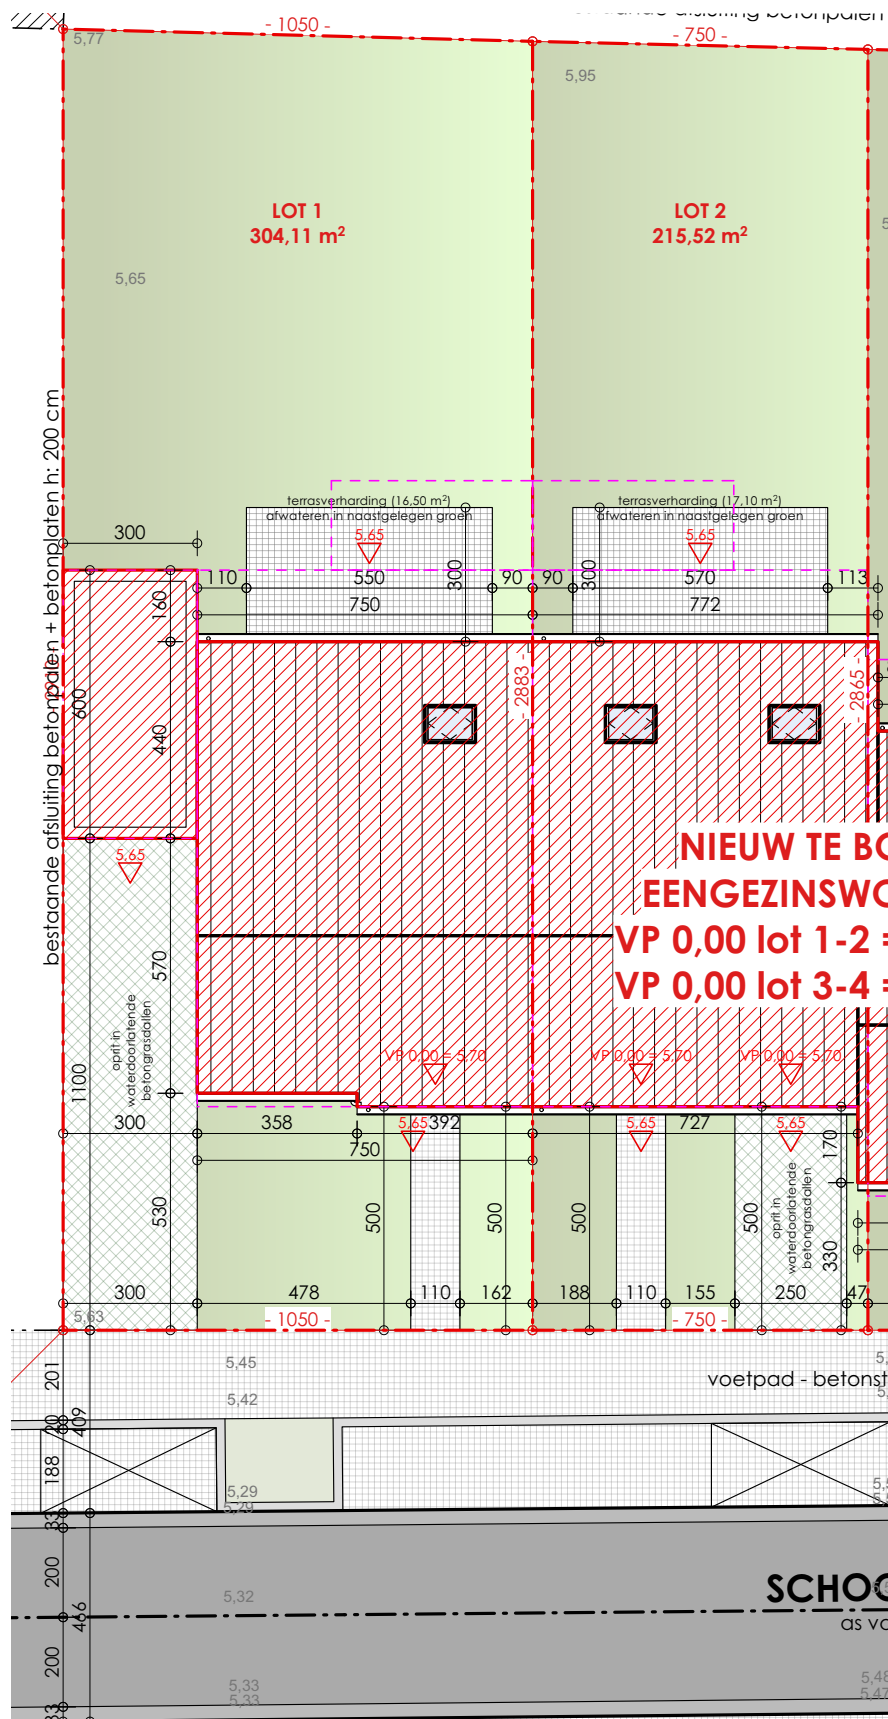 - 1050 -
- 750 -
5,77
5,95
LOT 1
304,11 m²
LOT 2
215,52 m²
5,65
bestaande afsluiting betonpalen + betonplaten h: 200 cm
terrasverharding (16,50 m²)
afwateren in naastgelegen groen
5,65
terrasverharding (17,10 m²)
afwateren in naastgelegen groen
5,65
300
110
550
300
90
90
300
570
113
750
772
160
600
440
- 2883 -
- 2865 -
5,65
NIEUW TE BO
EENGEZINSWO
VP 0,00 lot 1-2 =
VP 0,00 lot 3-4 =
570
oprit in
waterdoorlatende
betongrasdallen
1100
VP 0,00 = 5,70
VP 0,00 = 5,70
VP 0,00 = 5,70
300
358
5,65
392
5,65
727
5,65
750
170
530
500
500
500
500
oprit in
waterdoorlatende
betongrasdallen
330
300
478
110
162
188
110
155
250
47
5,63
- 1050 -
- 750 -
201
5,45
voetpad - betonst
5,42
20
409
188
5,29
5,29
33
200
466
5,32
SCHOO
as vo
200
5,33
5,33
5,48
5,47
33